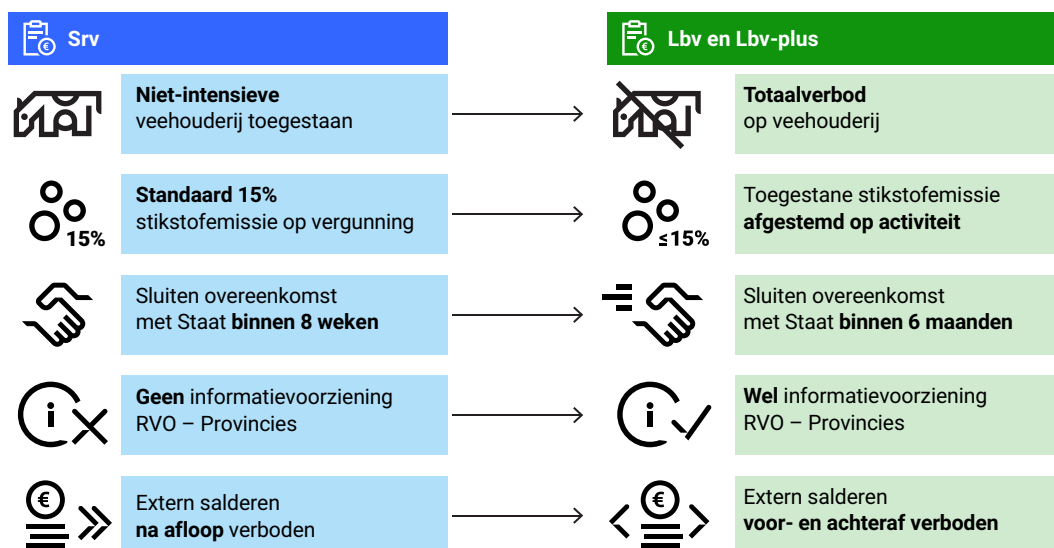 Srv
Lbv en Lbv-plus
Niet-intensieve
veehouderij toegestaan
Totaalverbod
op veehouderij
15%
Standaard 15%
stikstofemissie op vergunning
≤15%
Toegestane stikstofemissie
afgestemd op activiteit
Sluiten overeenkomst
met Staat binnen 8 weken
Sluiten overeenkomst
met Staat binnen 6 maanden
i
Geen informatievoorziening
RVO – Provincies
i
Wel informatievoorziening
RVO – Provincies
€
Extern salderen
na afloop verboden
€
Extern salderen
voor- en achteraf verboden